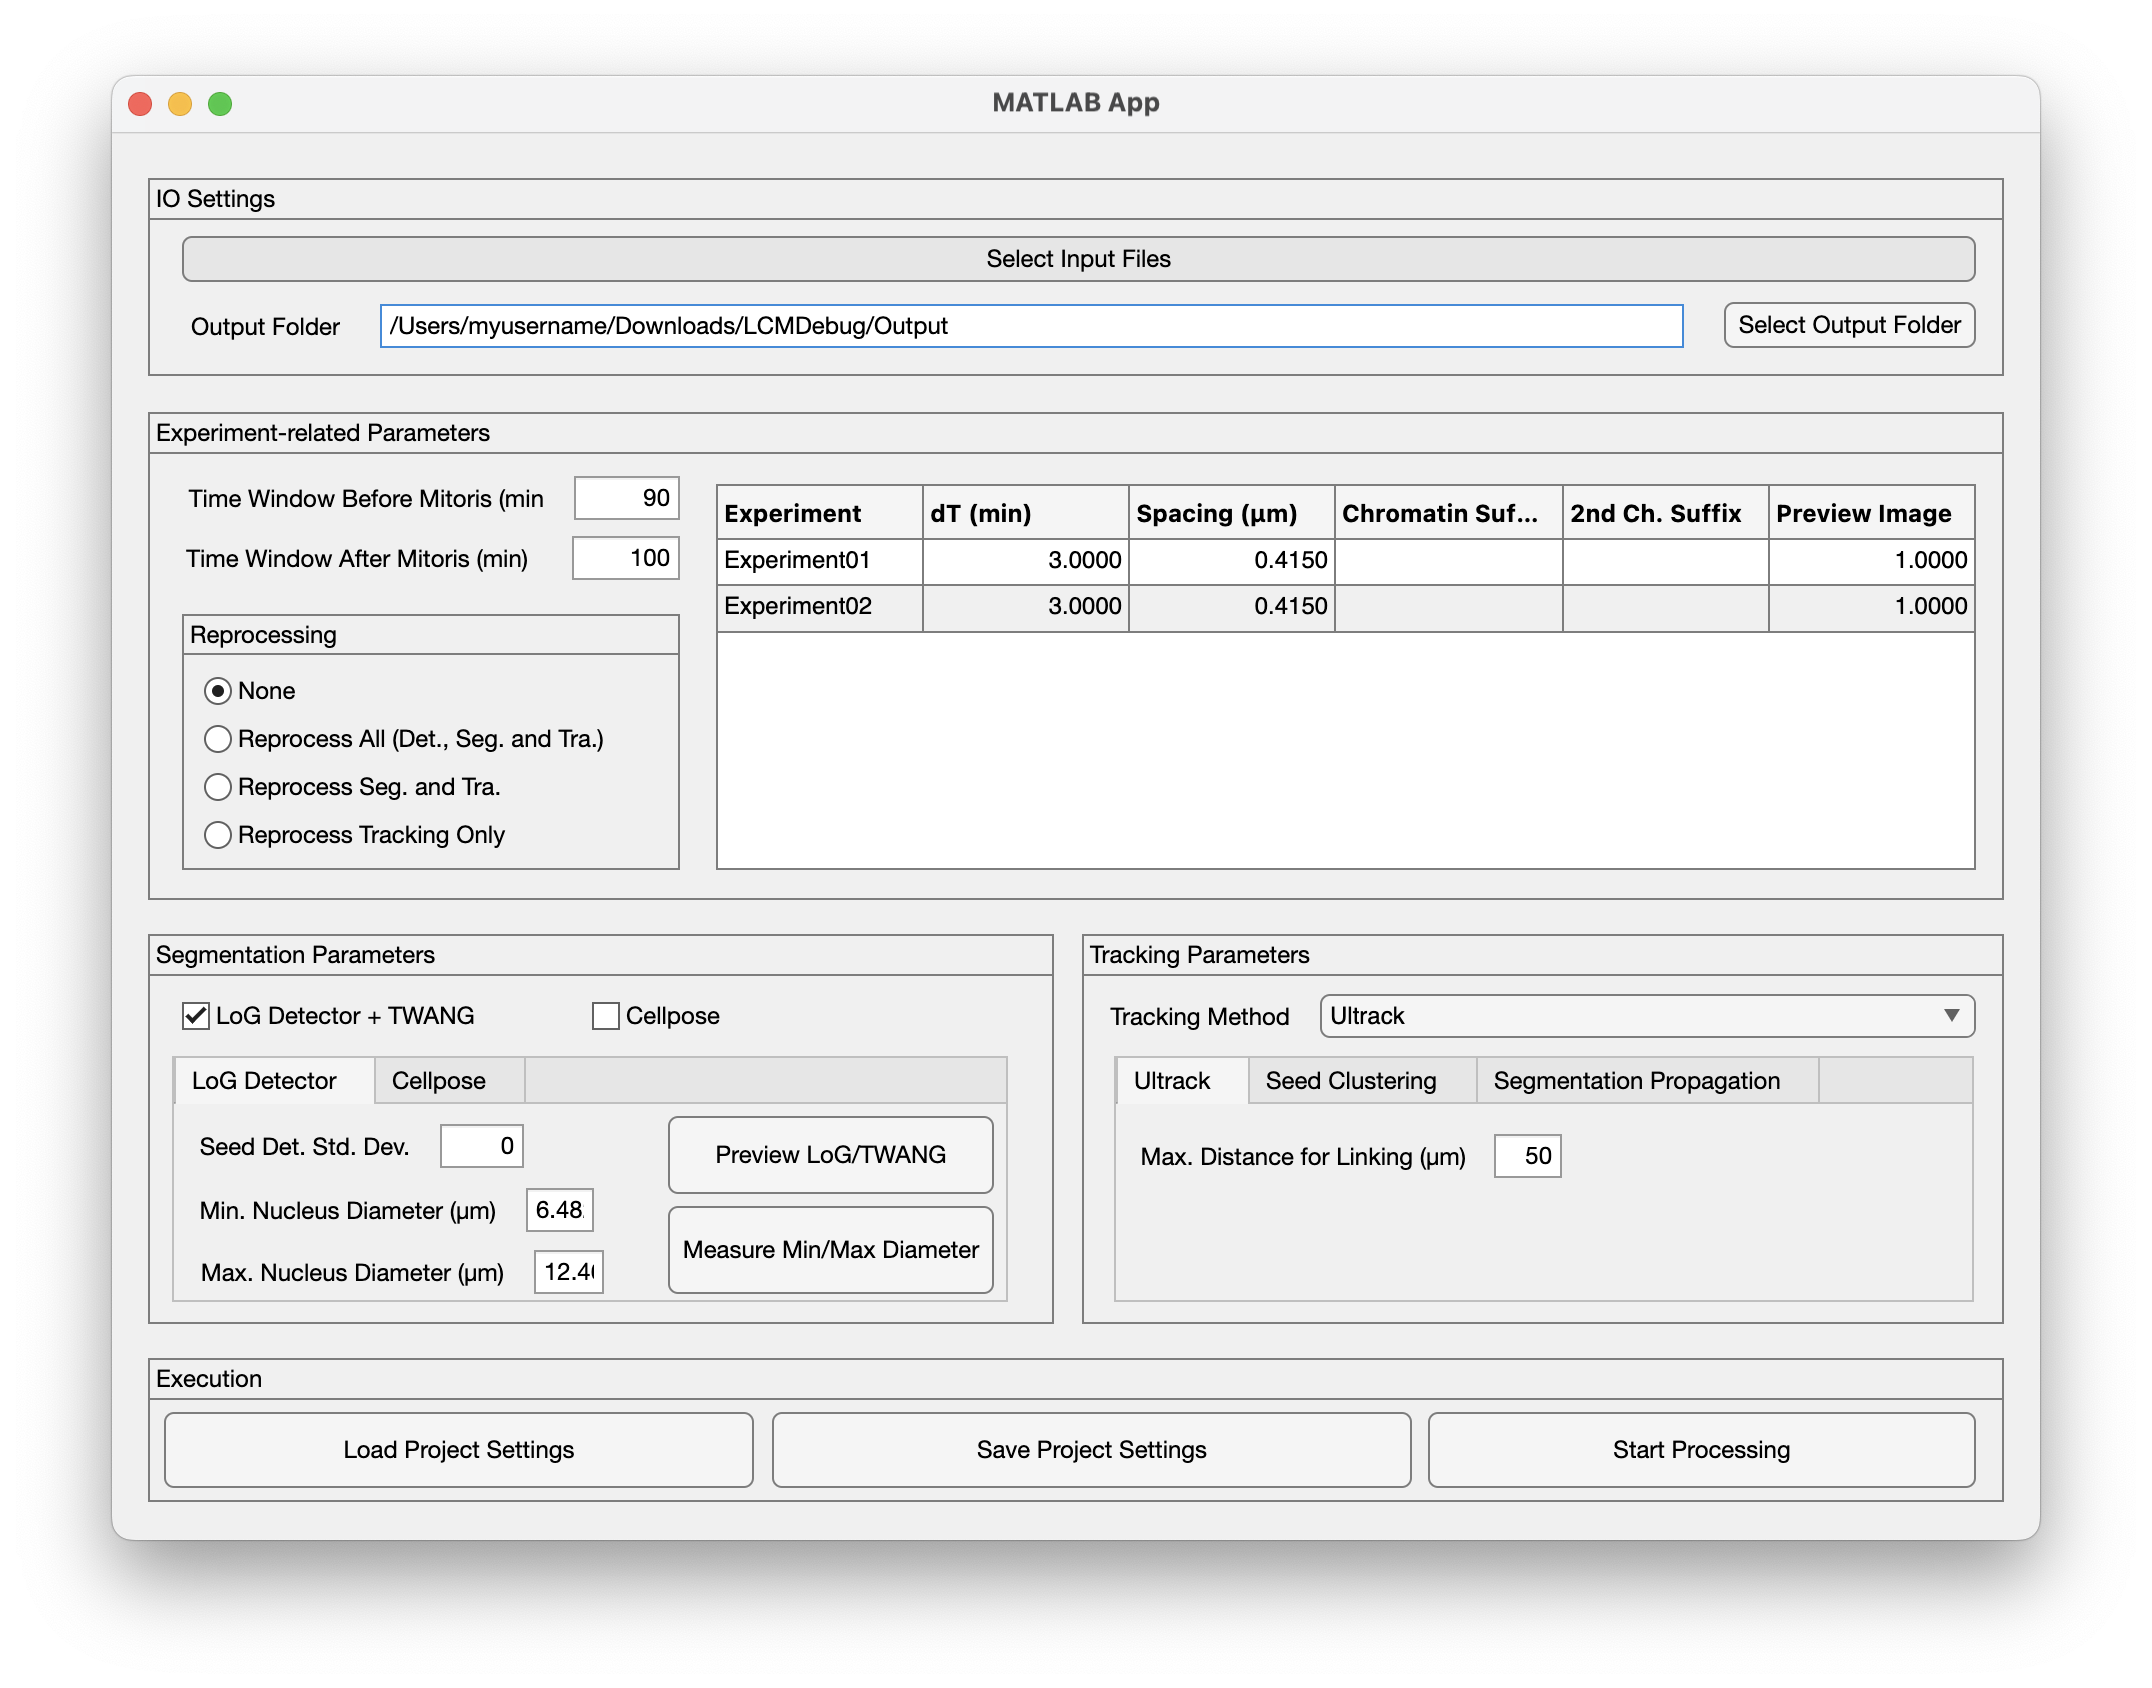 MATLAB App
IO Settings
Select Input Files
Output Folder
/Users/myusername/Downloads/LCMDebug/Output
Select Output Folder
Experiment-related Parameters
Time Window Before Mitoris (min
90
Time Window After Mitoris (min)
100
Reprocessing
None
Reprocess All (Det., Seg. and Tra.)
Reprocess Seg. and Tra.
Reprocess Tracking Only
Experiment dT (min) Spacing (µm) Chromatin Suf... 2nd Ch. Suffix Preview Image
Experiment01 3.0000 0.4150 1.0000
Experiment02 3.0000 0.4150 1.0000
Segmentation Parameters
LoG Detector + TWANG
Cellpose
LoG Detector
Cellpose
Seed Det. Std. Dev.
0
Min. Nucleus Diameter (µm)
6.48
Max. Nucleus Diameter (µm)
12.4
Preview LoG/TWANG
Measure Min/Max Diameter
Tracking Parameters
Tracking Method
Ultrack
Ultrack
Seed Clustering
Segmentation Propagation
Max. Distance for Linking (µm)
50
Execution
Load Project Settings
Save Project Settings
Start Processing